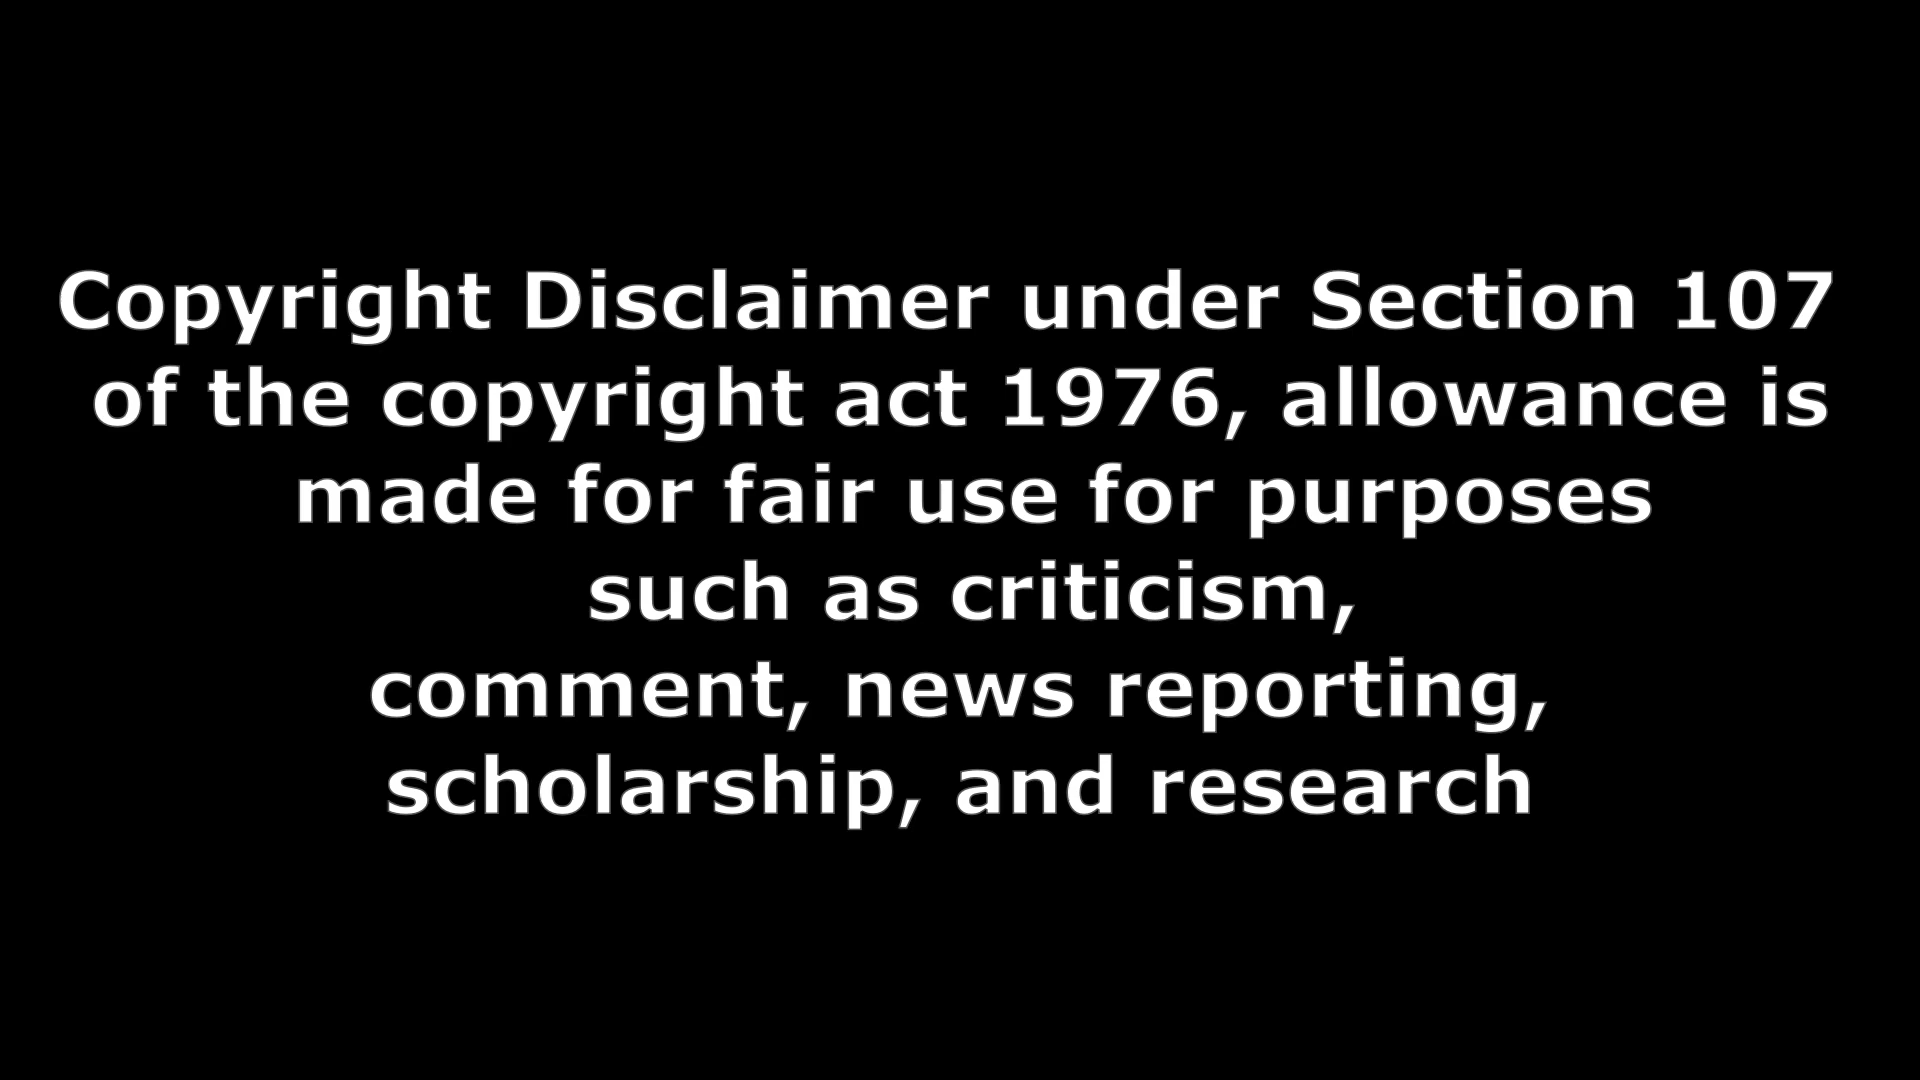 Copyright Disclaimer under Section 107
of the copyright act 1976, allowance is
made for fair use for purposes
such as criticism,
comment, news reporting,
scholarship, and research